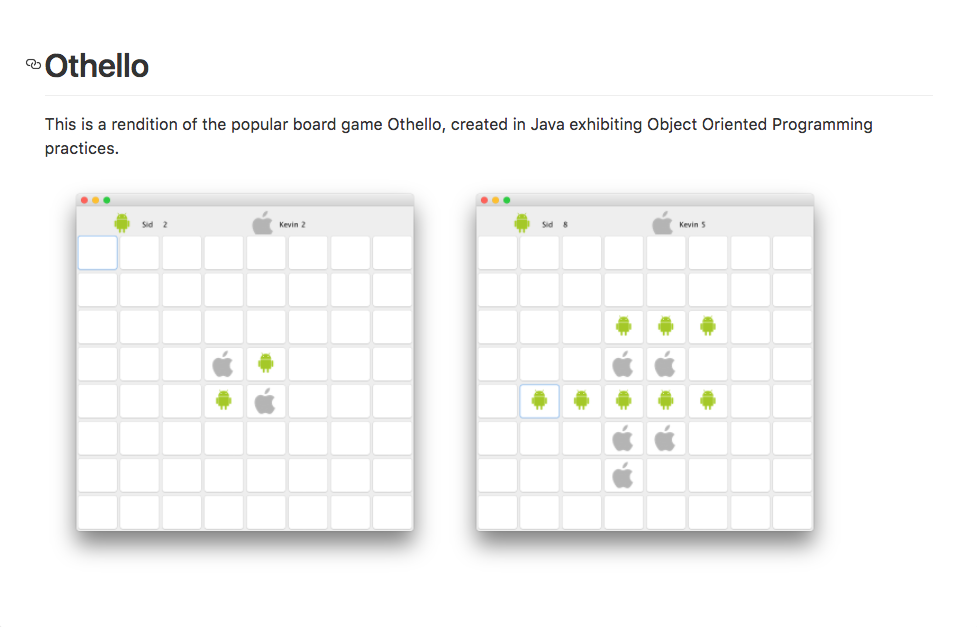 Othello
This is a rendition of the popular board game Othello, created in Java exhibiting Object Oriented Programming
practices.
Sid 2 Kevin 2
Sid 8 Kevin 5